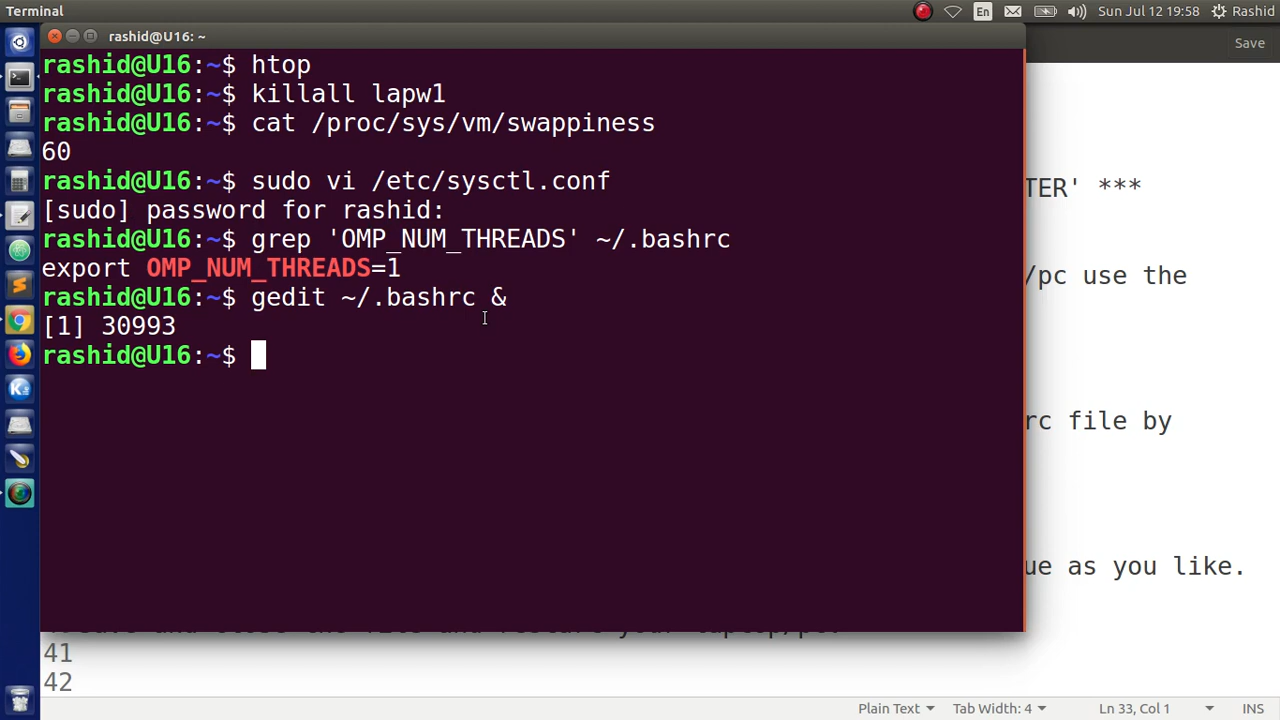 Terminal
En
Sun Jul 12 19:58
Rashid
rashid@U16: ~
Save
rashid@U16:~$ htop
rashid@U16:~$ killall lapw1
rashid@U16:~$ cat /proc/sys/vm/swappiness
60
rashid@U16:~$ sudo vi /etc/sysctl.conf
TER' ***
[sudo] password for rashid:
rashid@U16:~$ grep 'OMP_NUM_THREADS' ~/.bashrc
export OMP_NUM_THREADS=1
/pc use the
rashid@U16:~$ gedit ~/.bashrc &
[1] 30993
rashid@U16:~$
rc file by
ue as you like.
41
42
Plain Text
Tab Width: 4
Ln 33, Col 1
INS